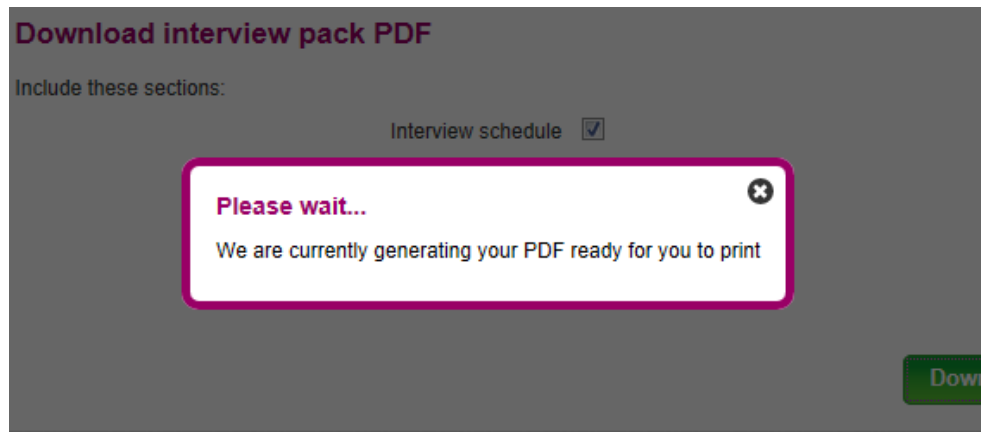 Download interview pack PDF
Include these sections:
Interview schedule
Please wait...
We are currently generating your PDF ready for you to print